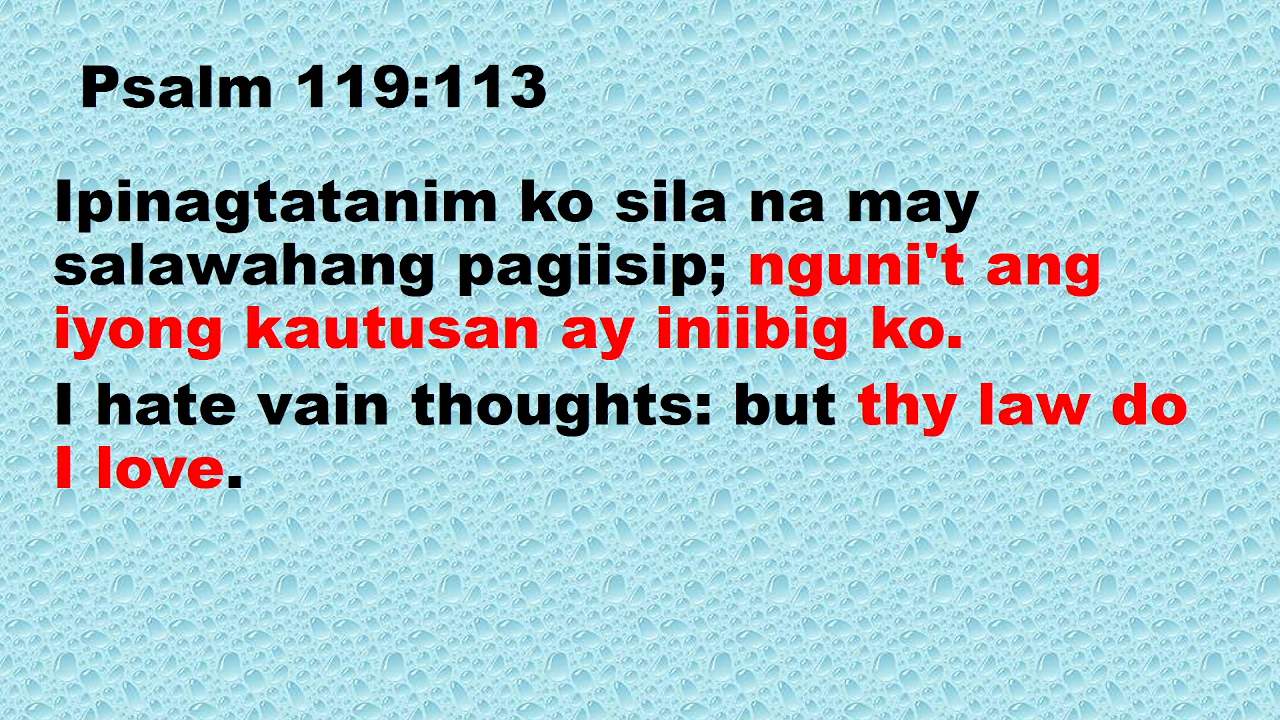 Psalm 119:113
Ipinagtatanim ko sila na may
salawahang pagiisip; nguni't ang
iyong kautusan ay iniibig ko.
I hate vain thoughts: but thy law do
I love.